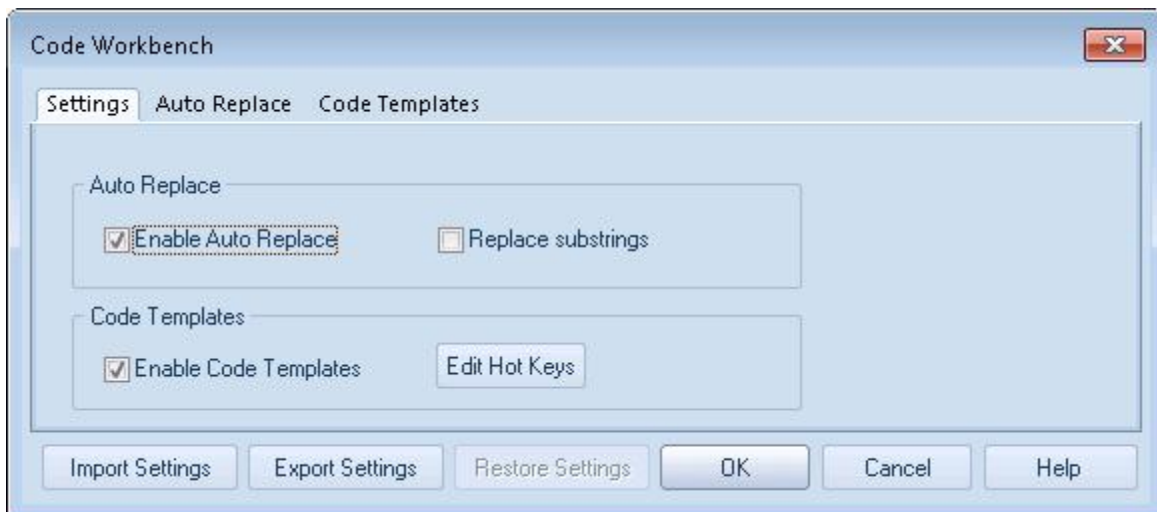 Code Workbench
Settings Auto Replace Code Templates
Auto Replace
Enable Auto Replace Replace substrings
Code Templates
Enable Code Templates Edit Hot Keys
Import Settings Export Settings Restore Settings OK Cancel Help